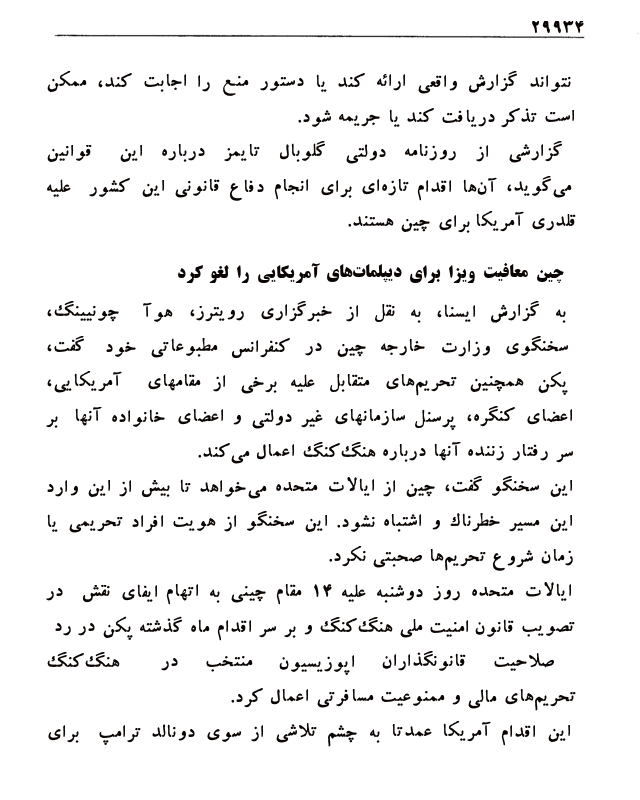 ۲۹۹۳۴
نتواند گزارش واقعی ارائه کند یا دستور منع را اجابت کند، ممکن
است تذکر دریافت کند یا جریمه شود.
گزارشی از روزنامه دولتی گلوبال تایمز درباره این قوانین
می‌گوید، آن‌ها اقدام تازه‌ای برای انجام دفاع قانونی این کشور علیه
قلدری آمریکا برای چین هستند.
چین معافیت ویزا برای دیپلمات‌های آمریکایی را لغو کرد
به گزارش ایسنا، به نقل از خبرگزاری رویترز، هوآ چونیینگ،
سخنگوی وزارت خارجه چین در کنفرانس مطبوعاتی خود گفت،
پکن همچنین تحریم‌های متقابل علیه برخی از مقامهای آمریکایی،
اعضای کنگره، پرسنل سازمانهای غیر دولتی و اعضای خانواده آنها بر
سر رفتار زننده آنها درباره هنگ‌کنگ اعمال می‌کند.
این سخنگو گفت، چین از ایالات متحده می‌خواهد تا بیش از این وارد
این مسیر خطرناك و اشتباه نشود. این سخنگو از هویت افراد تحریمی یا
زمان شروع تحریم‌ها صحبتی نکرد.
ایالات متحده روز دوشنبه علیه ۱۴ مقام چینی به اتهام ایفای نقش در
تصویب قانون امنیت ملی هنگ‌کنگ و بر سر اقدام ماه گذشته پکن در رد
صلاحیت قانونگذاران اپوزیسیون منتخب در هنگ‌کنگ
تحریم‌های مالی و ممنوعیت مسافرتی اعمال کرد.
این اقدام آمریکا عمدتا به چشم تلاشی از سوی دونالد ترامپ برای